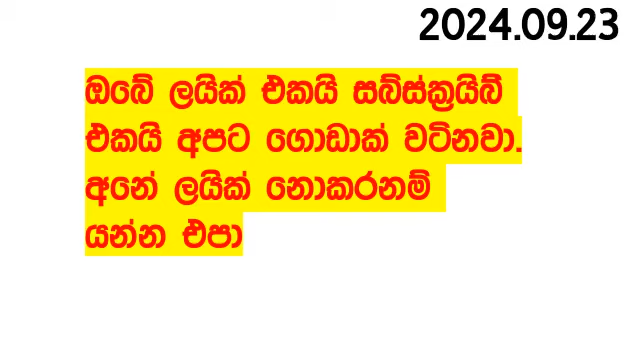 2024.09.23
ඔබේ ලයික් එකයි සබ්ස්ක්‍රයිබ්
එකයි අපට ගොඩාක් වටිනවා.
අනේ ලයික් නොකරනම්
යන්න එපා